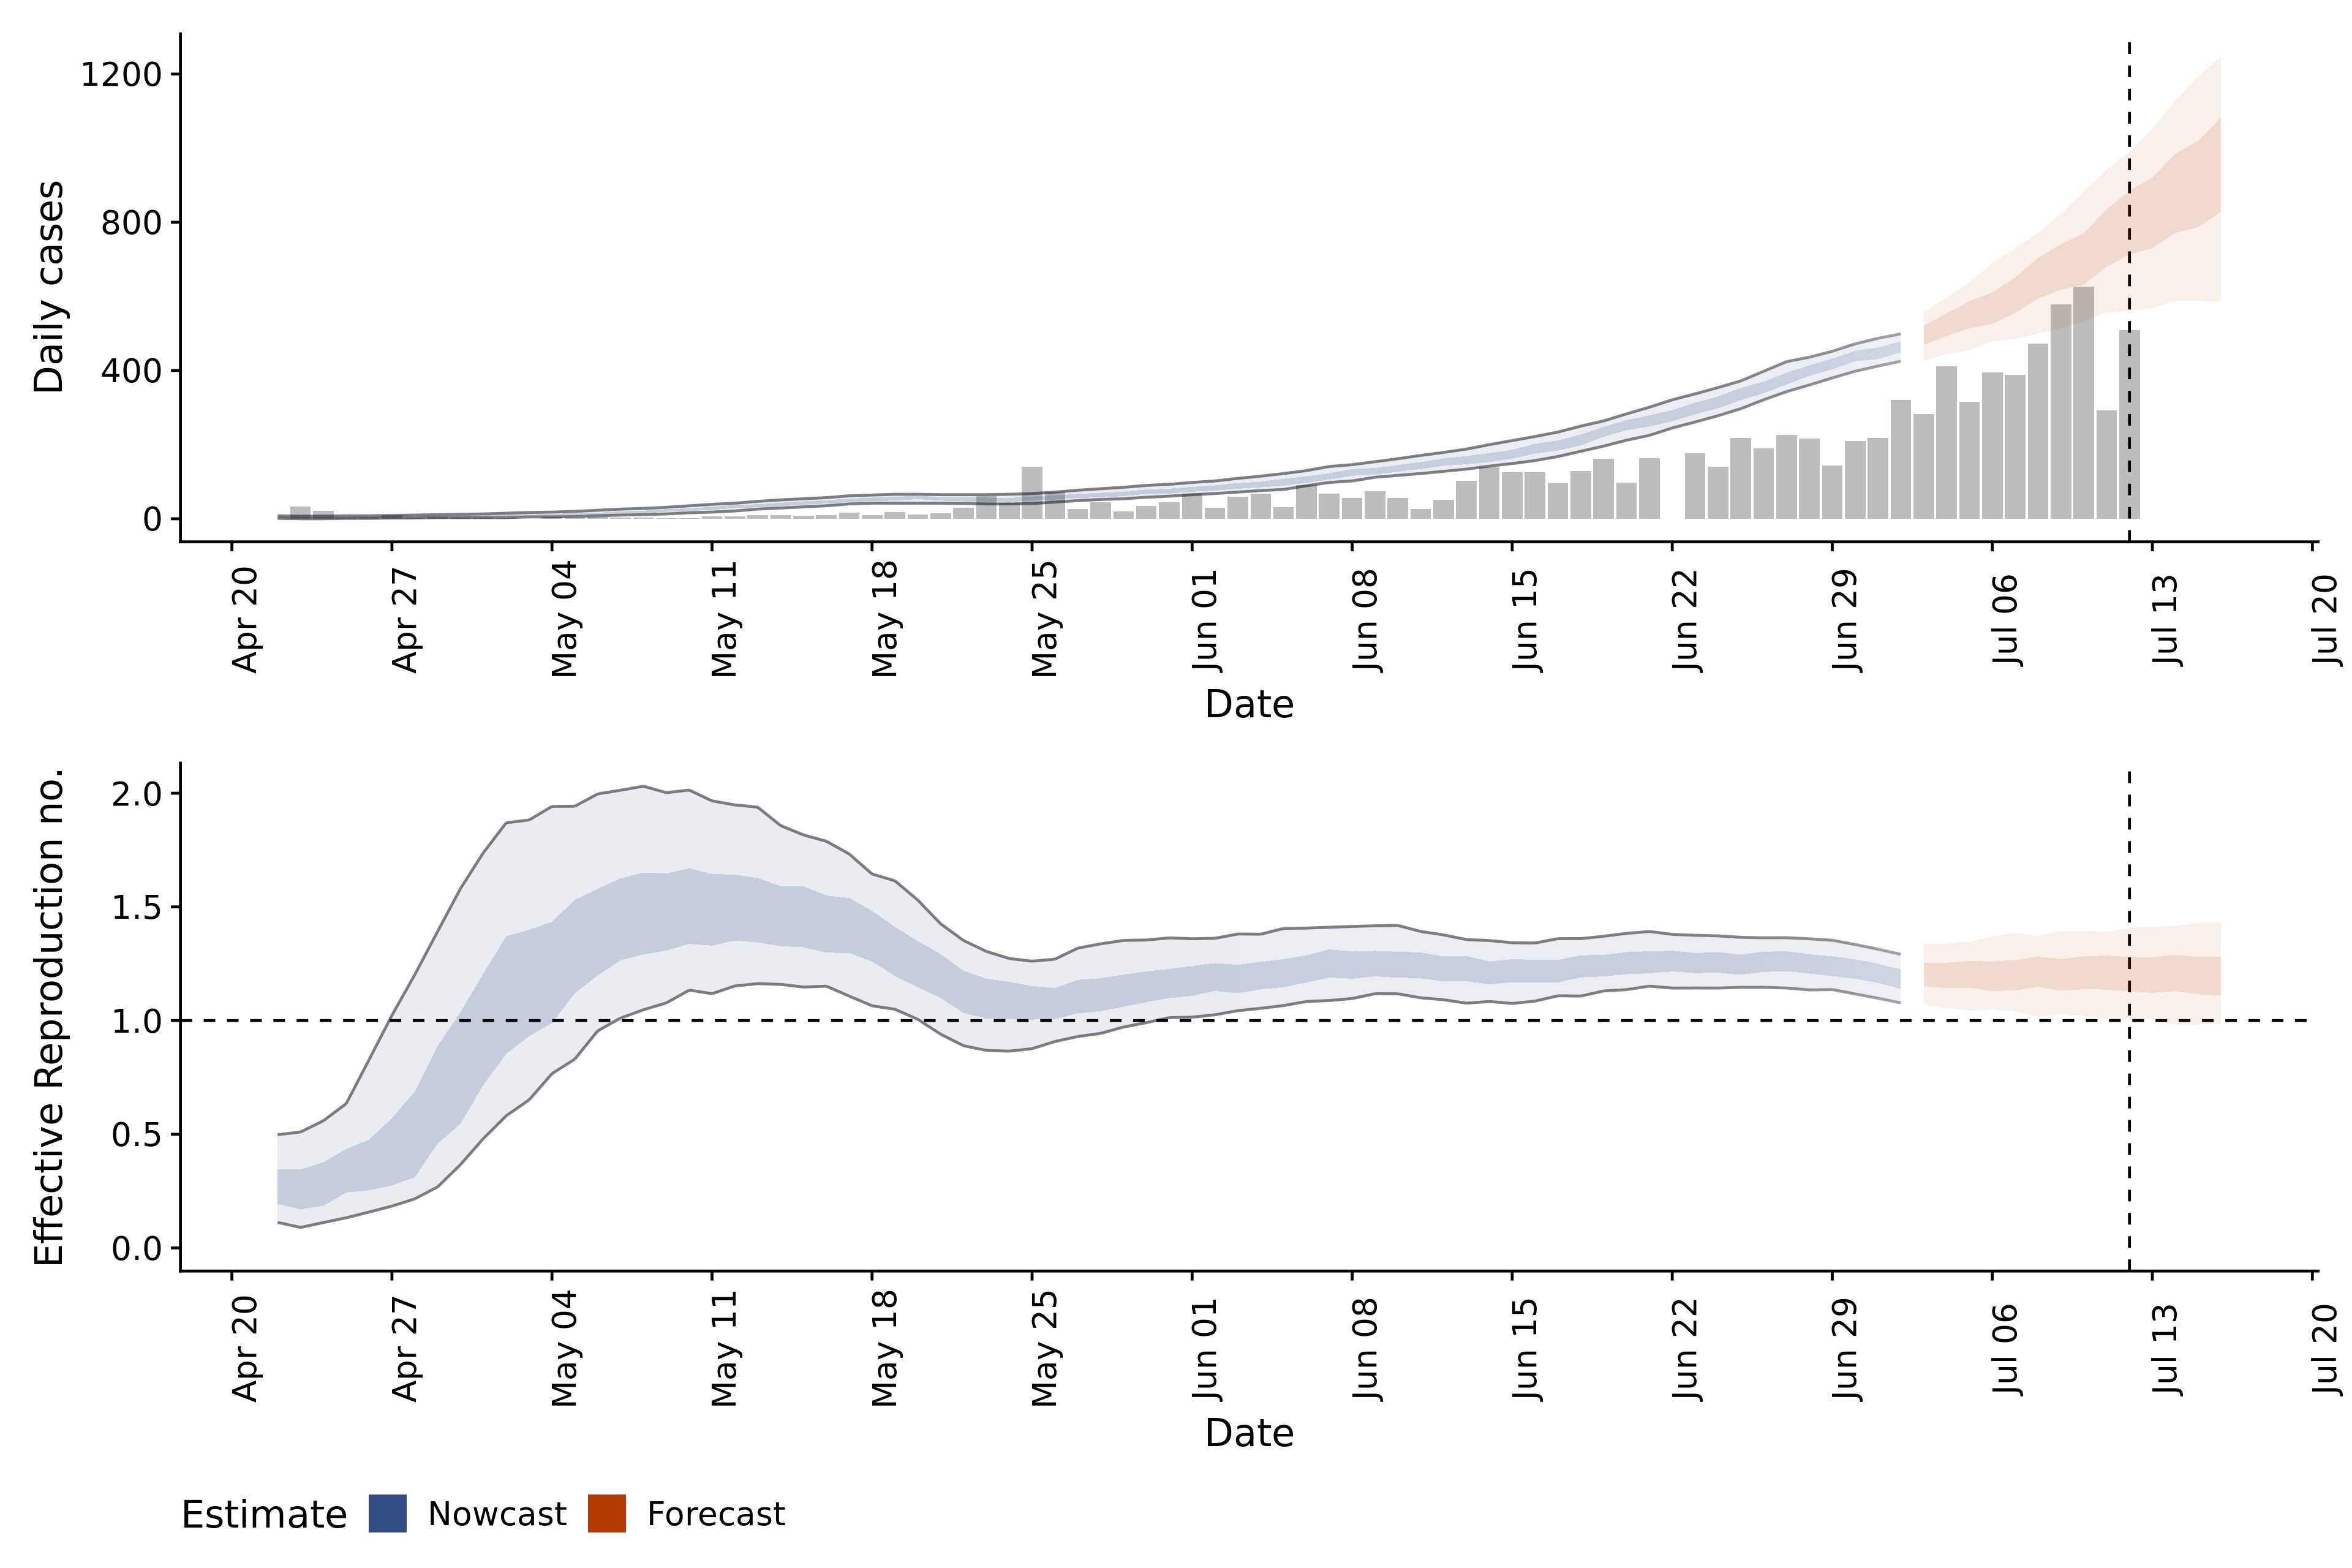 Daily cases
1200
800
400
0
Apr 20
Apr 27
May 04
May 11
May 18
May 25
Jun 01
Jun 08
Jun 15
Jun 22
Jun 29
Jul 06
Jul 13
Jul 20
Date
Effective Reproduction no.
2.0
1.5
1.0
0.5
0.0
Apr 20
Apr 27
May 04
May 11
May 18
May 25
Jun 01
Jun 08
Jun 15
Jun 22
Jun 29
Jul 06
Jul 13
Jul 20
Date
Estimate Nowcast Forecast